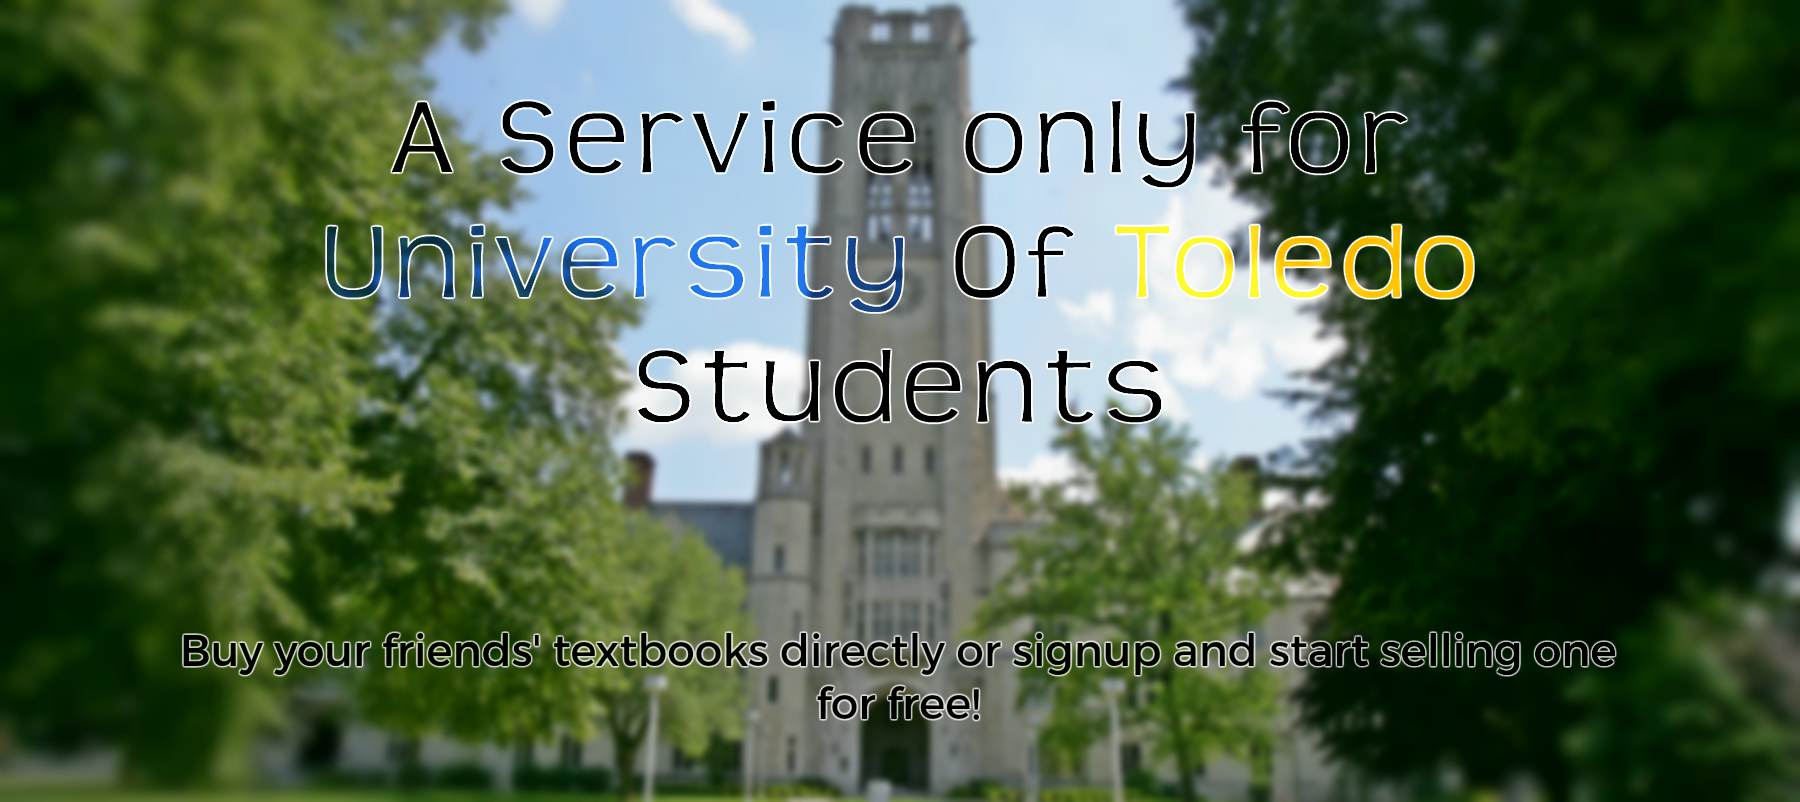 A Service only for
University Of Toledo
Students
Buy your friends' textbooks directly or signup and start selling one
for free!